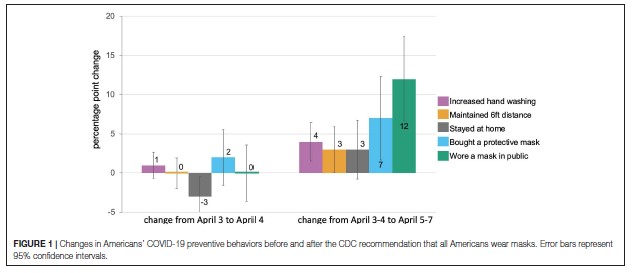 20
15
10
5
0
-5
percentage point change
1
0
-3
2
0
4
3
3
7
12
change from April 3 to April 4
change from April 3-4 to April 5-7
Increased hand washing
Maintained 6ft distance
Stayed at home
Bought a protective mask
Wore a mask in public
FIGURE 1 | Changes in Americans' COVID-19 preventive behaviors before and after the CDC recommendation that all Americans wear masks. Error bars represent
95% confidence intervals.